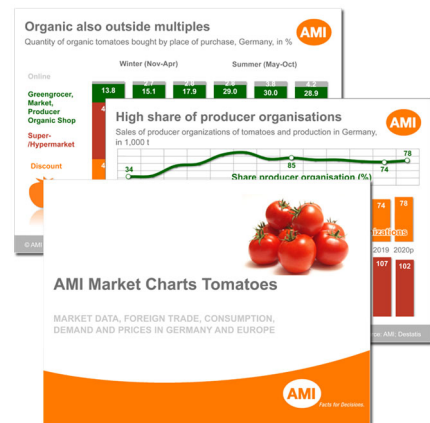 Organic also outside multiples
Quantity of organic tomatoes bought by place of purchase, Germany, in %
AMI
Winter (Nov-Apr)
Summer (May-Oct)
Online
Greengrocer,
Market,
Producer
Organic Shop
13.8
15.1
17.9
29.0
30.0
28.9
Super-
/Hypermarket
4
Discount
4
© AMI
High share of producer organisations
Sales of producer organizations of tomatoes and production in Germany,
in 1,000 t
AMI
34
85
74
78
Share producer organisation (%)
74
78
2019
2020p
107
102
AMI; Destatis
AMI Market Charts Tomatoes
MARKET DATA, FOREIGN TRADE, CONSUMPTION,
DEMAND AND PRICES IN GERMANY AND EUROPE
AMI
Facts for Decisions.